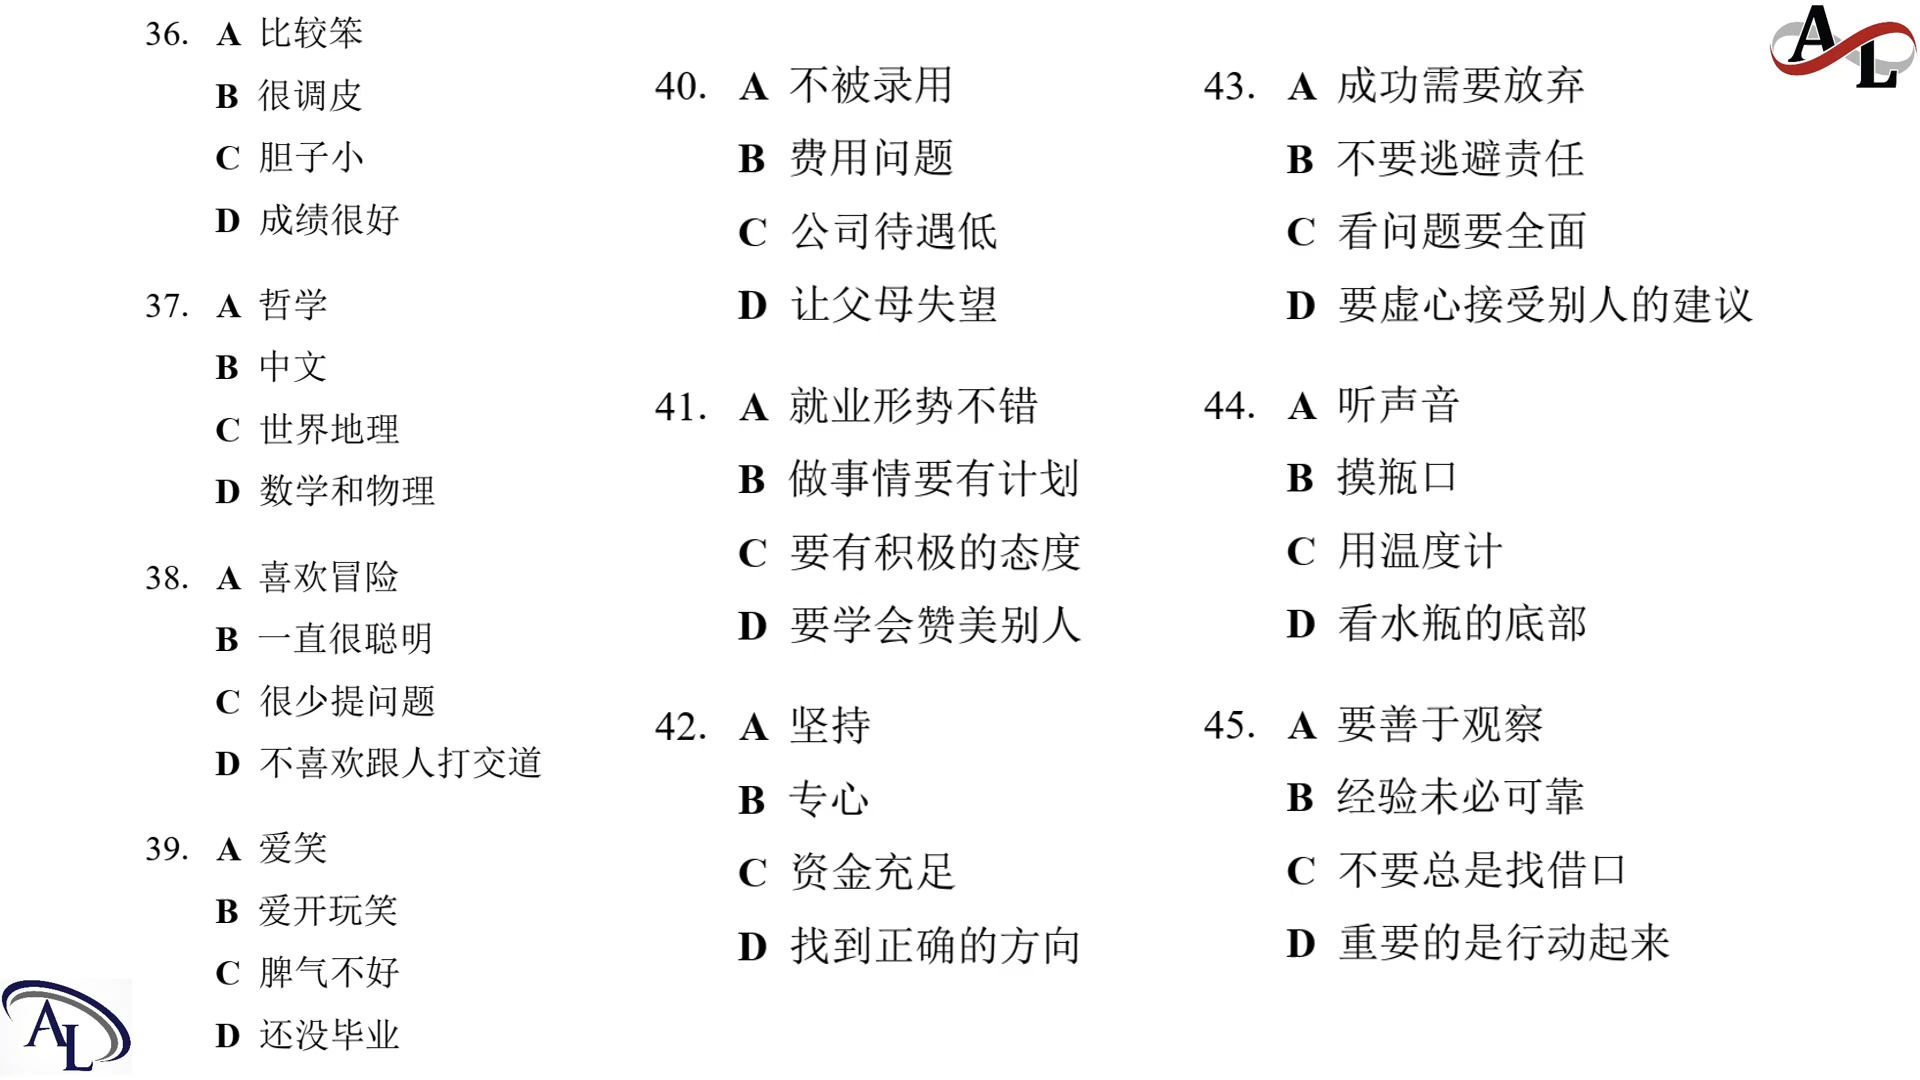 36. A 比较笨
B 很调皮
C 胆子小
D 成绩很好
37. A 哲学
B 中文
C 世界地理
D 数学和物理
38. A 喜欢冒险
B 一直很聪明
C 很少提问题
D 不喜欢跟人打交道
39. A 爱笑
B 爱开玩笑
C 脾气不好
D 还没毕业
40. A 不被录用
B 费用问题
C 公司待遇低
D 让父母失望
41. A 就业形势不错
B 做事情要有计划
C 要有积极的态度
D 要学会赞美别人
42. A 坚持
B 专心
C 资金充足
D 找到正确的方向
43. A 成功需要放弃
B 不要逃避责任
C 看问题要全面
D 要虚心接受别人的建议
44. A 听声音
B 摸瓶口
C 用温度计
D 看水瓶的底部
45. A 要善于观察
B 经验未必可靠
C 不要总是找借口
D 重要的是行动起来
AL
AL